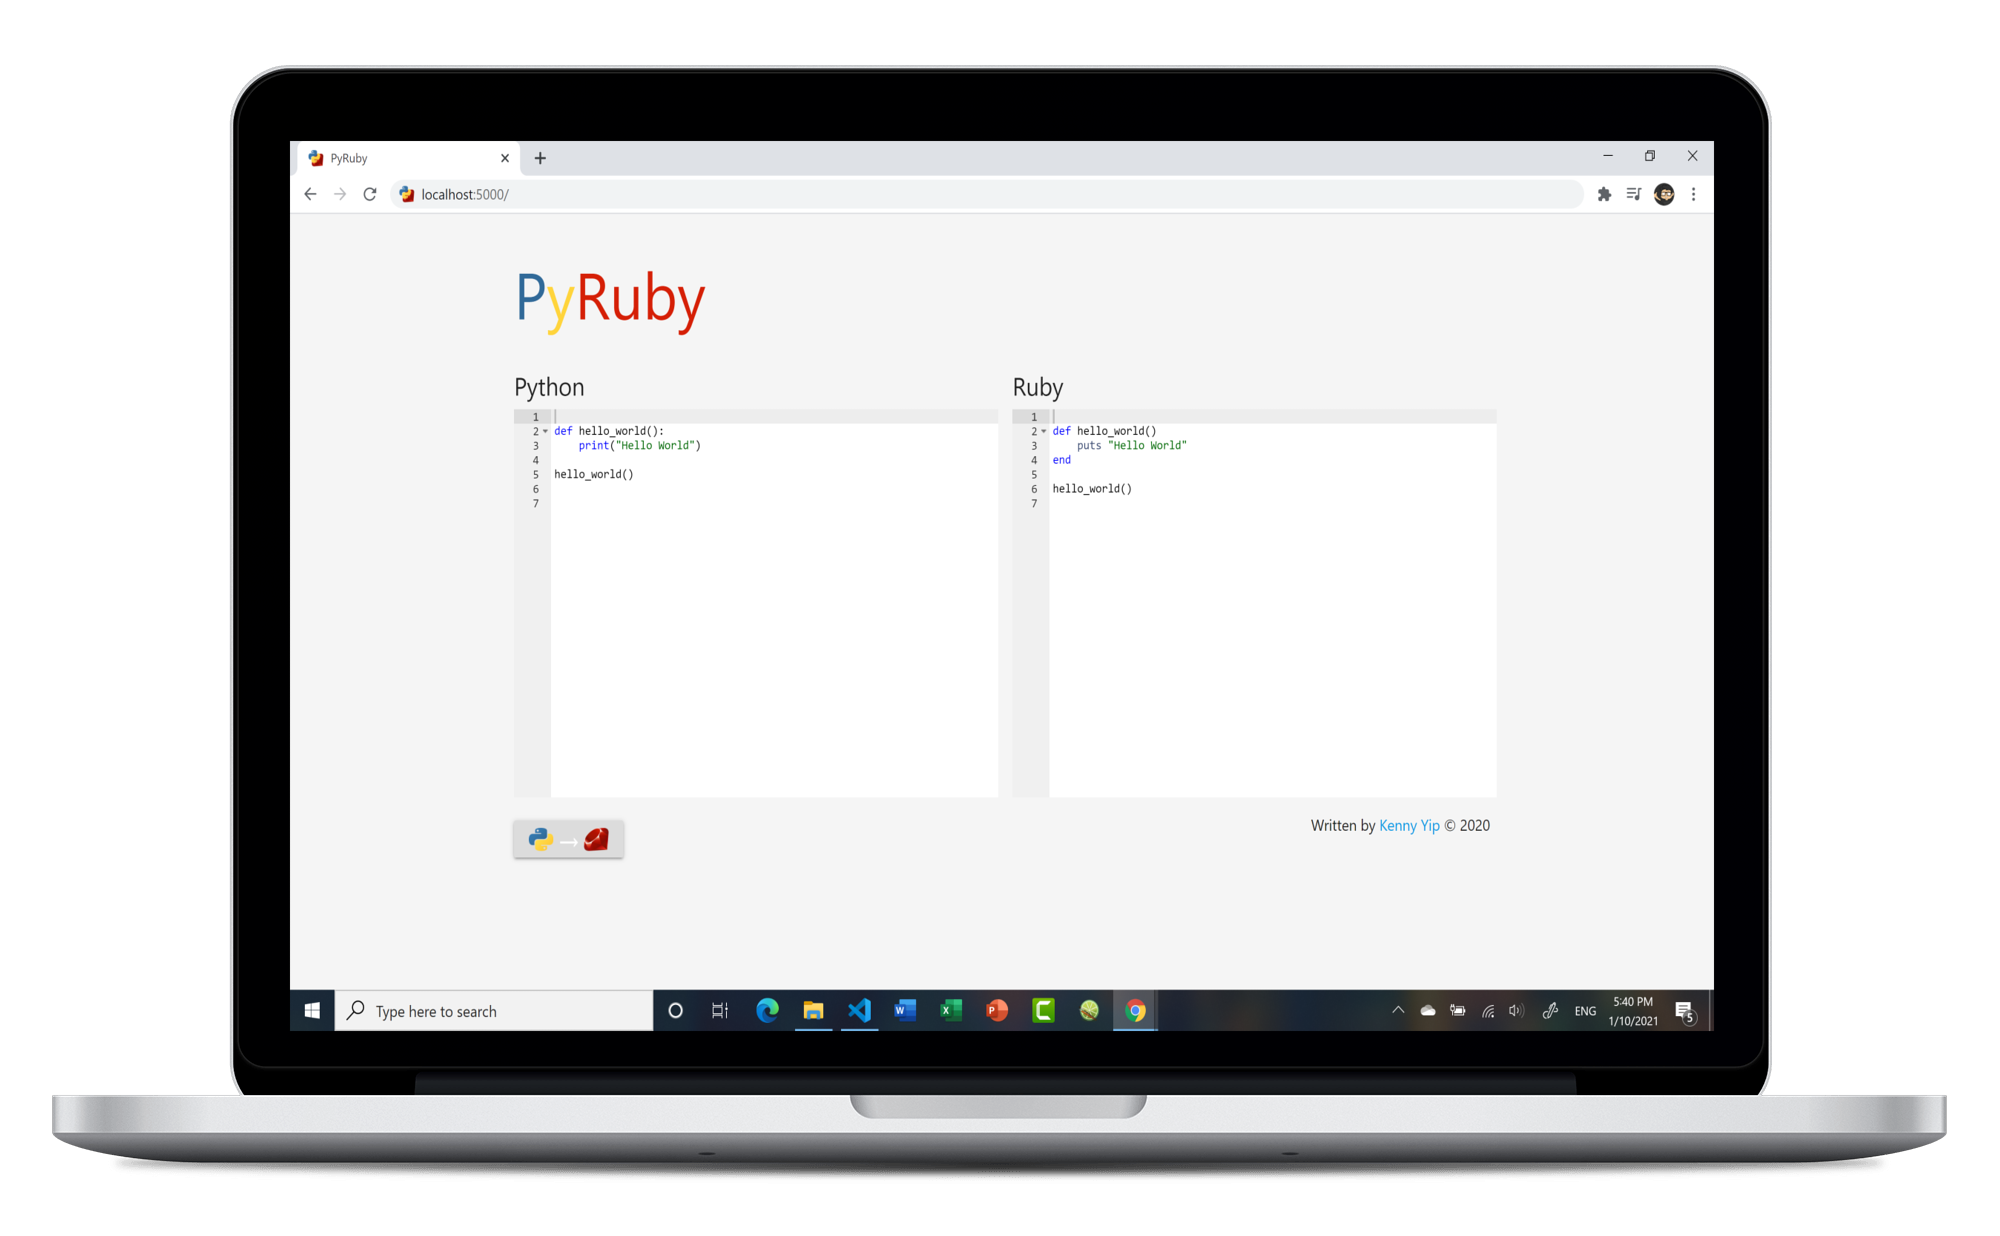 PyRuby
localhost:5000/
PyRuby
Python
1
2 def hello_world():
3     print("Hello World")
4
5 hello_world()
6
7
Ruby
1
2 def hello_world()
3     puts "Hello World"
4 end
5
6 hello_world()
7
Written by Kenny Yip © 2020
Type here to search
ENG
5:40 PM
1/10/2021
5